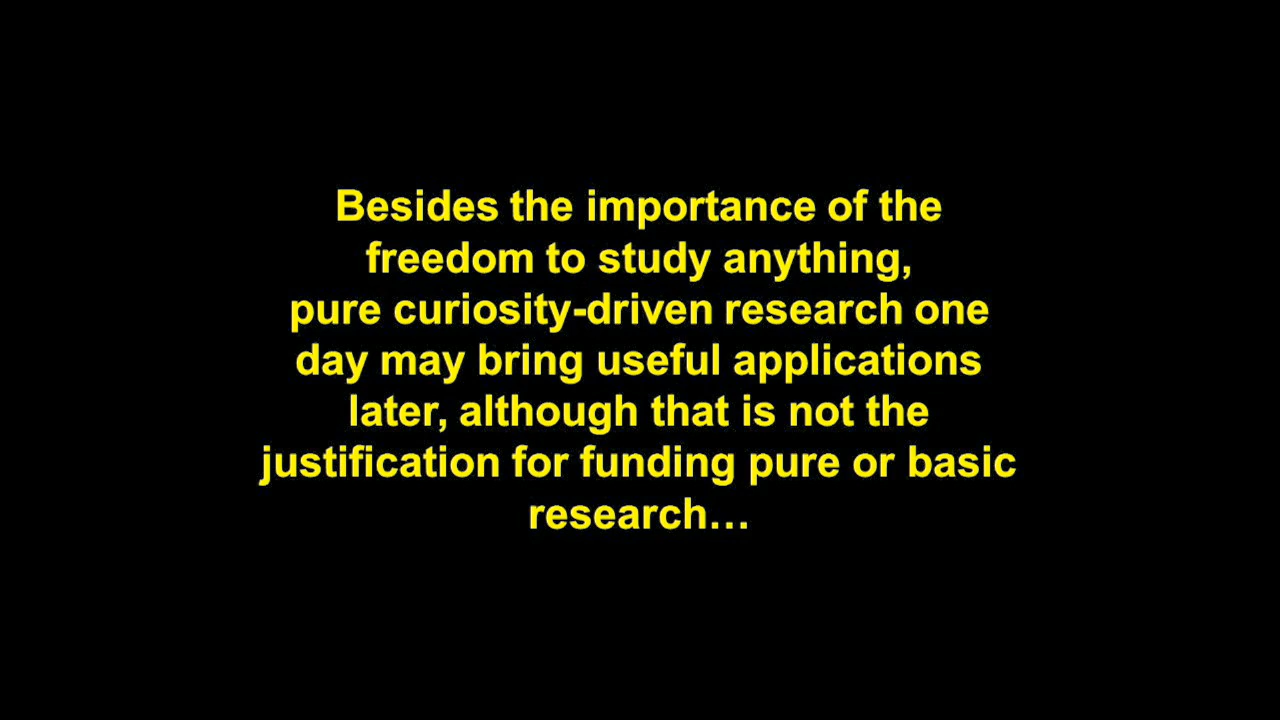 Besides the importance of the
freedom to study anything,
pure curiosity-driven research one
day may bring useful applications
later, although that is not the
justification for funding pure or basic
research…